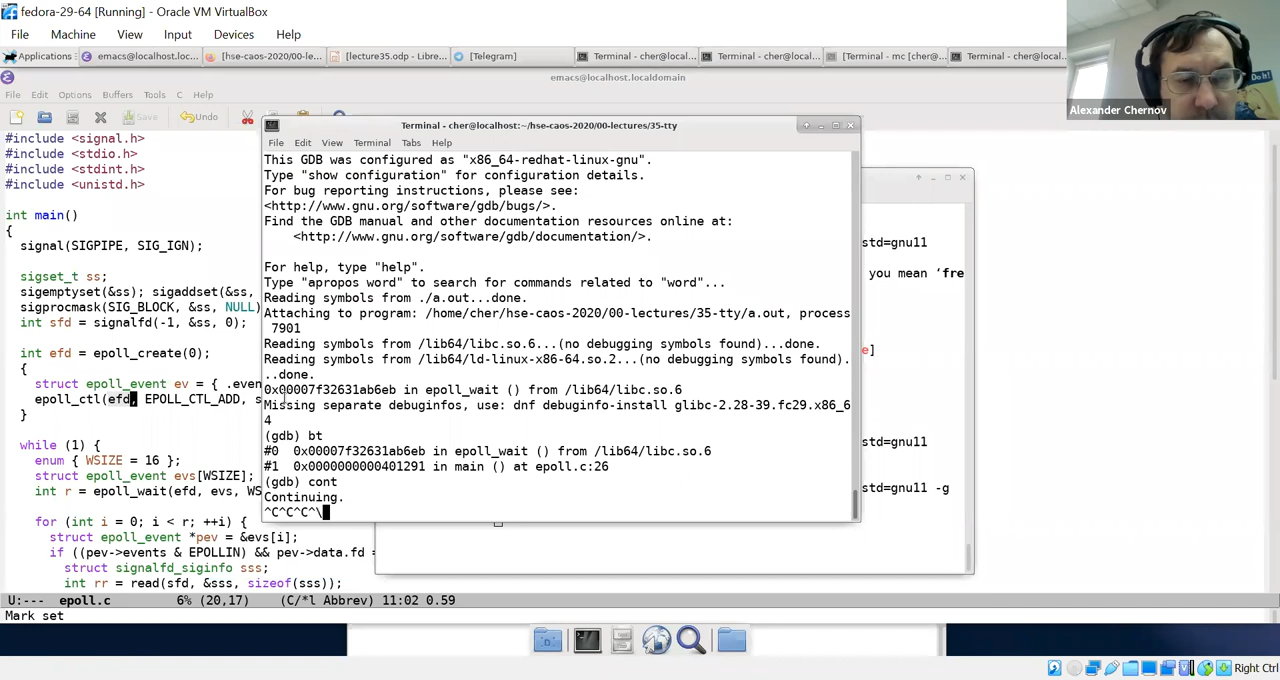 fedora-29-64 [Running] - Oracle VM VirtualBox
File Machine View Input Devices Help
Applications emacs@localhost.loc... [hse-caos-2020/00-le... [lecture35.odp - Libre... [Telegram] Terminal - cher@local... Terminal - cher@local... [Terminal - mc [cher@... Terminal - cher@local...
emacs@localhost.localdomain
Alexander Chernov
File Edit Options Buffers Tools C Help
Save Undo
#include <signal.h>
#include <stdio.h>
#include <stdint.h>
#include <unistd.h>
int main()
{
signal(SIGPIPE, SIG_IGN);
sigset_t ss;
sigemptyset(&ss); sigaddset(&ss,
sigprocmask(SIG_BLOCK, &ss, NULL)
int sfd = signalfd(-1, &ss, 0);
int efd = epoll_create(0);
{
struct epoll_event ev = { .even
epoll_ctl(efd, EPOLL_CTL_ADD, s
}
while (1) {
enum { WSIZE = 16 };
struct epoll_event evs[WSIZE];
int r = epoll_wait(efd, evs, WS
for (int i = 0; i < r; ++i) {
struct epoll_event *pev = &evs[i];
if ((pev->events & EPOLLIN) && pev->data.fd =
struct signalfd_siginfo sss;
int rr = read(sfd, &sss, sizeof(sss));
U:--- epoll.c 6% (20,17) (C/*l Abbrev) 11:02 0.59
Mark set
Terminal - cher@localhost:~/hse-caos-2020/00-lectures/35-tty
File Edit View Terminal Tabs Help
This GDB was configured as "x86_64-redhat-linux-gnu".
Type "show configuration" for configuration details.
For bug reporting instructions, please see:
<http://www.gnu.org/software/gdb/bugs/>.
Find the GDB manual and other documentation resources online at:
<http://www.gnu.org/software/gdb/documentation/>.
For help, type "help".
Type "apropos word" to search for commands related to "word"...
Reading symbols from ./a.out...done.
Attaching to program: /home/cher/hse-caos-2020/00-lectures/35-tty/a.out, process
7901
Reading symbols from /lib64/libc.so.6...(no debugging symbols found)...done.
Reading symbols from /lib64/ld-linux-x86-64.so.2...(no debugging symbols found).
..done.
0x00007f32631ab6eb in epoll_wait () from /lib64/libc.so.6
Missing separate debuginfos, use: dnf debuginfo-install glibc-2.28-39.fc29.x86_6
4
(gdb) bt
#0 0x00007f32631ab6eb in epoll_wait () from /lib64/libc.so.6
#1 0x0000000000401291 in main () at epoll.c:26
(gdb) cont
Continuing.
^C^C^C^\
std=gnu11
you mean ‘fre
e]
std=gnu11
std=gnu11 -g
Right Ctrl